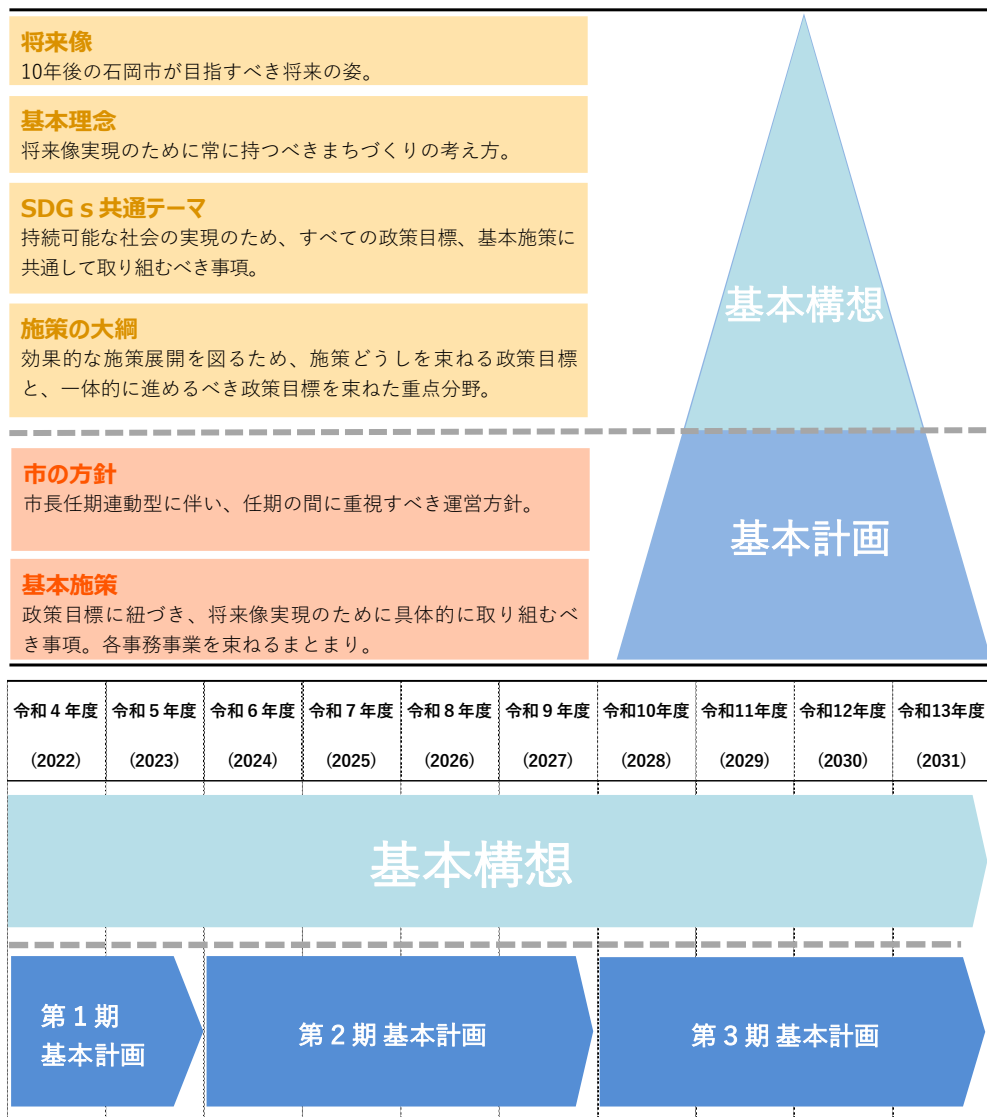 将来像
10年後の石岡市が目指すべき将来の姿。
基本理念
将来像実現のために常に持つべきまちづくりの考え方。
SDGｓ共通テーマ
持続可能な社会の実現のため、すべての政策目標、基本施策に
共通して取り組むべき事項。
施策の大綱
効果的な施策展開を図るため、施策どうしを束ねる政策目標
と、一体的に進めるべき政策目標を束ねた重点分野。
基本構想
市の方針
市長任期連動型に伴い、任期の間に重視すべき運営方針。
基本施策
政策目標に紐づき、将来像実現のために具体的に取り組むべ
き事項。各事務事業を束ねるまとまり。
基本計画
令和４年度 令和５年度 令和６年度 令和７年度 令和８年度 令和９年度 令和10年度 令和11年度 令和12年度 令和13年度
(2022) (2023) (2024) (2025) (2026) (2027) (2028) (2029) (2030) (2031)
基本構想
第１期
基本計画
第２期 基本計画
第３期 基本計画